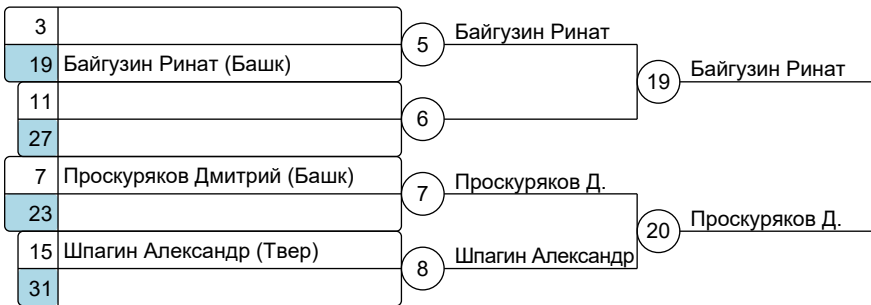 3
19 Байгузин Ринат (Башк)
5
Байгузин Ринат
19
Байгузин Ринат
11
27
6
7 Проскуряков Дмитрий (Башк)
23
7
Проскуряков Д.
20
Проскуряков Д.
15 Шпагин Александр (Твер)
31
8
Шпагин Александр